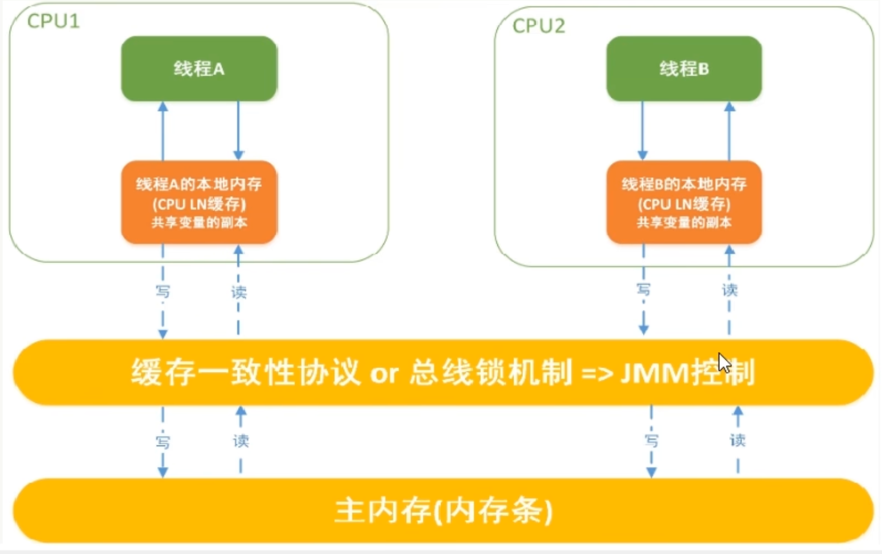 CPU1
CPU2
线程A
线程B
线程A的本地内存
(CPU LN缓存)
共享变量的副本
线程B的本地内存
(CPU LN缓存)
共享变量的副本
写
读
写
读
缓存一致性协议 or 总线锁机制 => JMM控制
写
读
写
读
主内存(内存条)